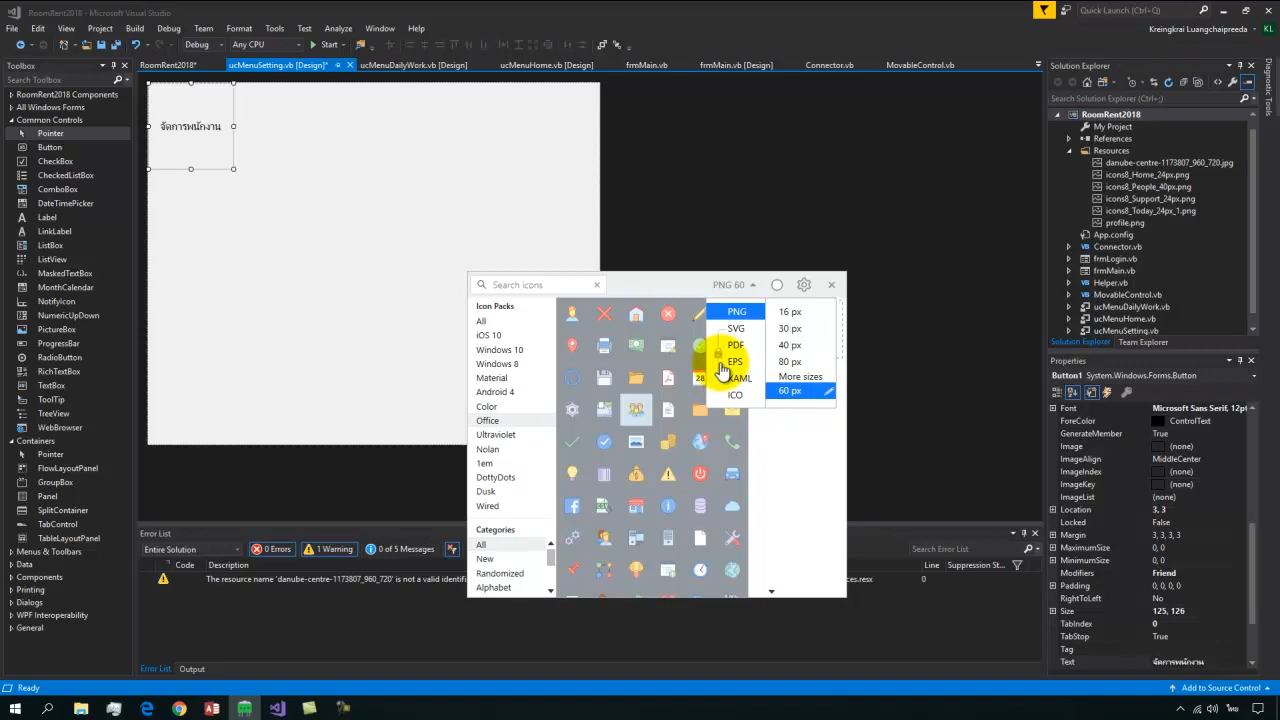 RoomRent2018 - Microsoft Visual Studio
Quick Launch (Ctrl+;)
File Edit View Project Build Debug Team Format Tools Test Analyze Window Help
Kreingkrai Luangchaipreeda KL
Debug Any CPU Start
Toolbox
Search Toolbox
RoomRent2018 Components
All Windows Forms
Common Controls
Pointer
Button
CheckBox
CheckedListBox
ComboBox
DateTimePicker
Label
LinkLabel
ListBox
ListView
MaskedTextBox
MonthCalendar
NotifyIcon
NumericUpDown
PictureBox
ProgressBar
RadioButton
RichTextBox
TextBox
ToolTip
TreeView
WebBrowser
Containers
Pointer
FlowLayoutPanel
GroupBox
Panel
SplitContainer
TabControl
TableLayoutPanel
Menus & Toolbars
Data
Components
Printing
Dialogs
WPF Interoperability
General
RoomRent2018* ucMenuSetting.vb [Design]* ucMenuDailyWork.vb [Design] ucMenuHome.vb [Design] frmMain.vb frmMain.vb [Design] Connector.vb MovableControl.vb
จัดการพนักงาน
Search icons PNG 60
Icon Packs
All
iOS 10
Windows 10
Windows 8
Material
Android 4
Color
Office
Ultraviolet
Nolan
1em
DottyDots
Dusk
Wired
Categories
All
New
Randomized
Alphabet
28
PNG
SVG
PDF
EPS
XAML
ICO
16 px
30 px
40 px
80 px
More sizes
60 px
Error List
Entire Solution 0 Errors 1 Warning 0 of 5 Messages Search Error List
Code Description Line Suppression St...
The resource name 'danube-centre-1173807_960_720' is not a valid identifi
ces.resx 0
Error List Output
Solution Explorer
Search Solution Explorer (Ctrl+;)
RoomRent2018
My Project
References
Resources
danube-centre-1173807_960_720.jpg
icons8_Home_24px.png
icons8_People_40px.png
icons8_Support_24px.png
icons8_Today_24px_1.png
profile.png
App.config
Connector.vb
frmLogin.vb
frmMain.vb
Helper.vb
MovableControl.vb
ucMenuDailyWork.vb
ucMenuHome.vb
ucMenuSetting.vb
Solution Explorer Team Explorer
Diagnostic Tools
Properties
Button1 System.Windows.Forms.Button
Font Microsoft Sans Serif, 12pt
ForeColor ControlText
GenerateMember True
Image (none)
ImageAlign MiddleCenter
ImageIndex (none)
ImageKey (none)
ImageList (none)
Location 3, 3
Locked False
Margin 3, 3, 3, 3
MaximumSize 0, 0
MinimumSize 0, 0
Modifiers Friend
Padding 0, 0, 0, 0
RightToLeft No
Size 125, 126
TabIndex 0
TabStop True
Tag
Text จัดการพนักงาน
Ready
Add to Source Control
ไทย